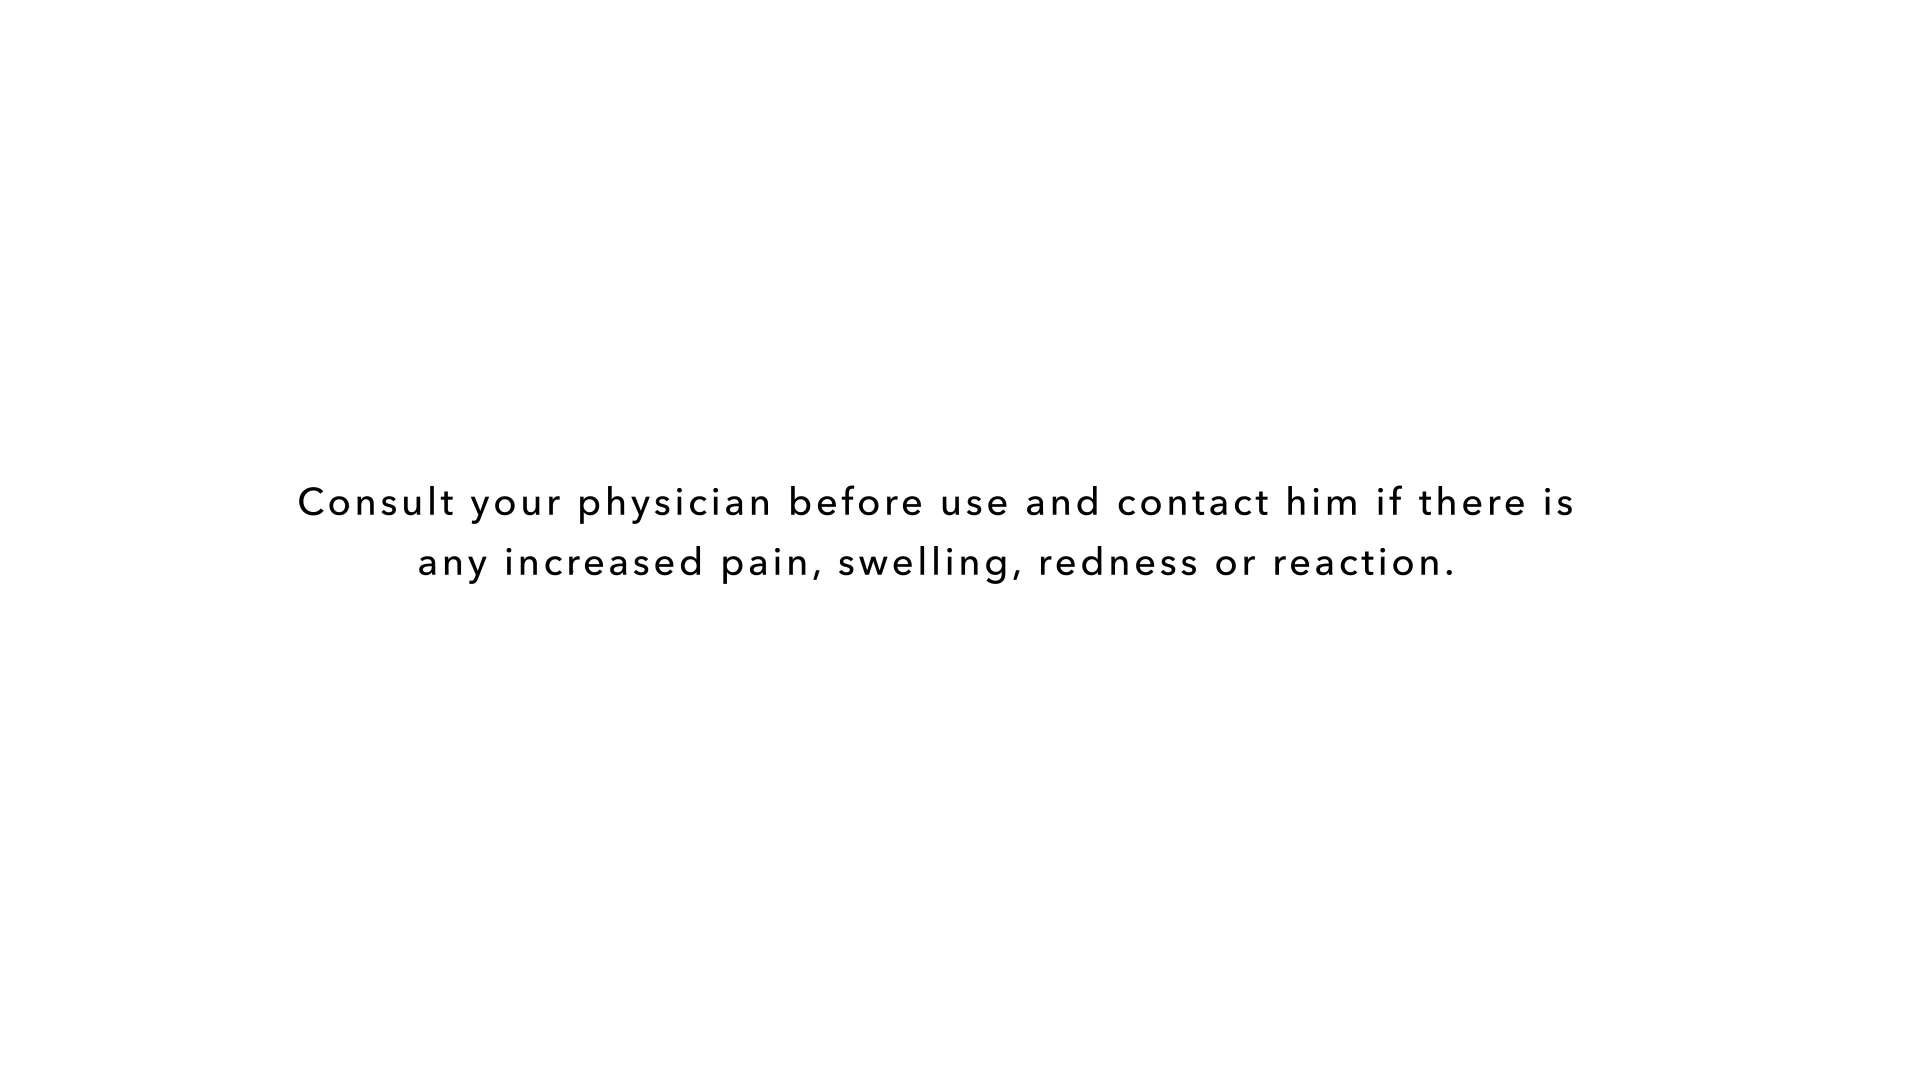 Consult your physician before use and contact him if there is
any increased pain, swelling, redness or reaction.